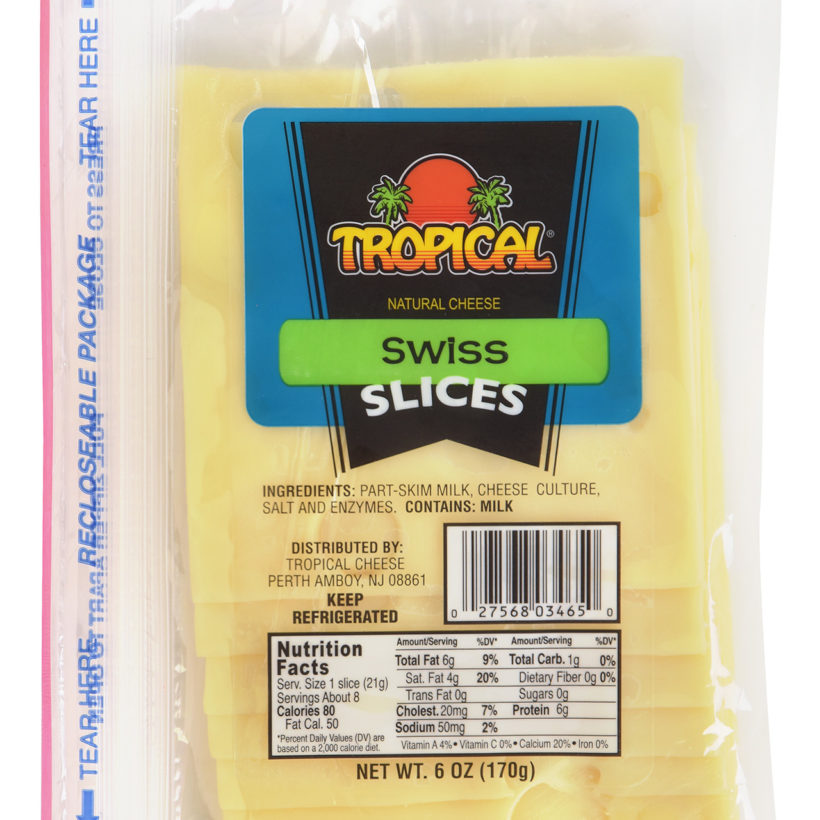 TEAR HERE
RECLOSEABLE PACKAGE
TEAR HERE
TROPICAL®
NATURAL CHEESE
Swiss
SLICES
INGREDIENTS: PART-SKIM MILK, CHEESE CULTURE,
SALT AND ENZYMES. CONTAINS: MILK
DISTRIBUTED BY:
TROPICAL CHEESE
PERTH AMBOY, NJ 08861
KEEP
REFRIGERATED
0 27568 03465 0
Nutrition
Facts
Serv. Size 1 slice (21g)
Servings About 8
Calories 80
Fat Cal. 50
*Percent Daily Values (DV) are
based on a 2,000 calorie diet.
Amount/Serving %DV* Amount/Serving %DV*
Total Fat 6g 9% Total Carb. 1g 0%
Sat. Fat 4g 20% Dietary Fiber 0g 0%
Trans Fat 0g Sugars 0g
Cholest. 20mg 7% Protein 6g
Sodium 50mg 2%
Vitamin A 4% • Vitamin C 0% • Calcium 20% • Iron 0%
NET WT. 6 OZ (170g)